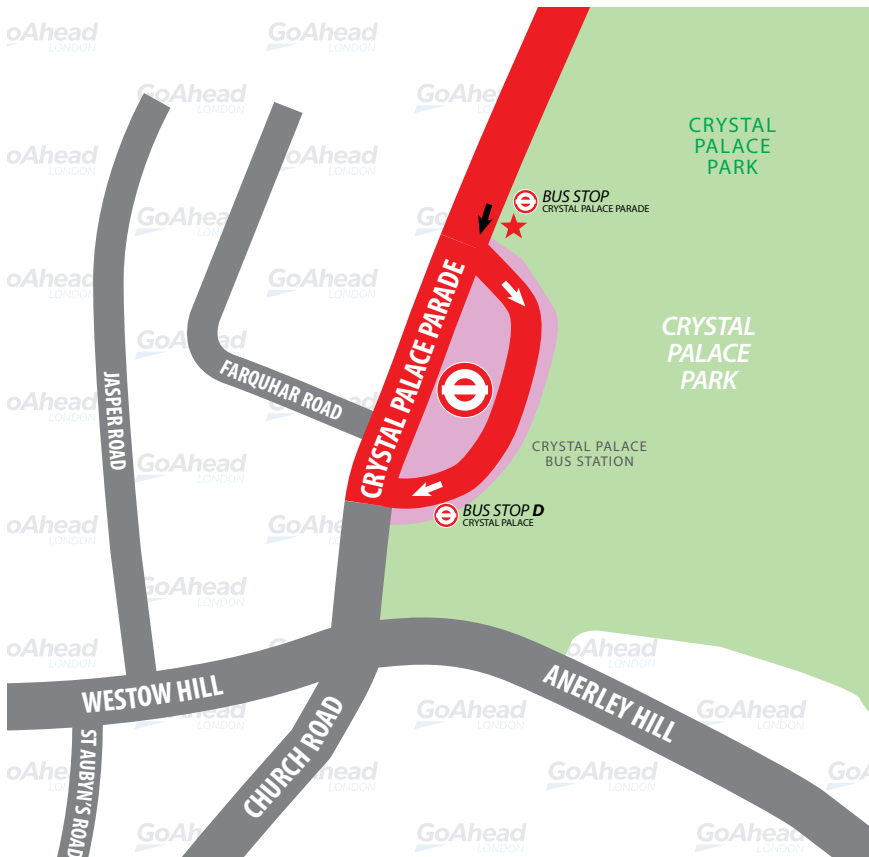 CRYSTAL
PALACE
PARK
BUS STOP
CRYSTAL PALACE PARADE
CRYSTAL PALACE PARADE
CRYSTAL
PALACE
PARK
FARQUHAR ROAD
JASPER ROAD
CRYSTAL PALACE
BUS STATION
BUS STOP D
CRYSTAL PALACE
WESTOW HILL
ANERLEY HILL
CHURCH ROAD
ST AUBYN'S ROAD
GoAhead
LONDON